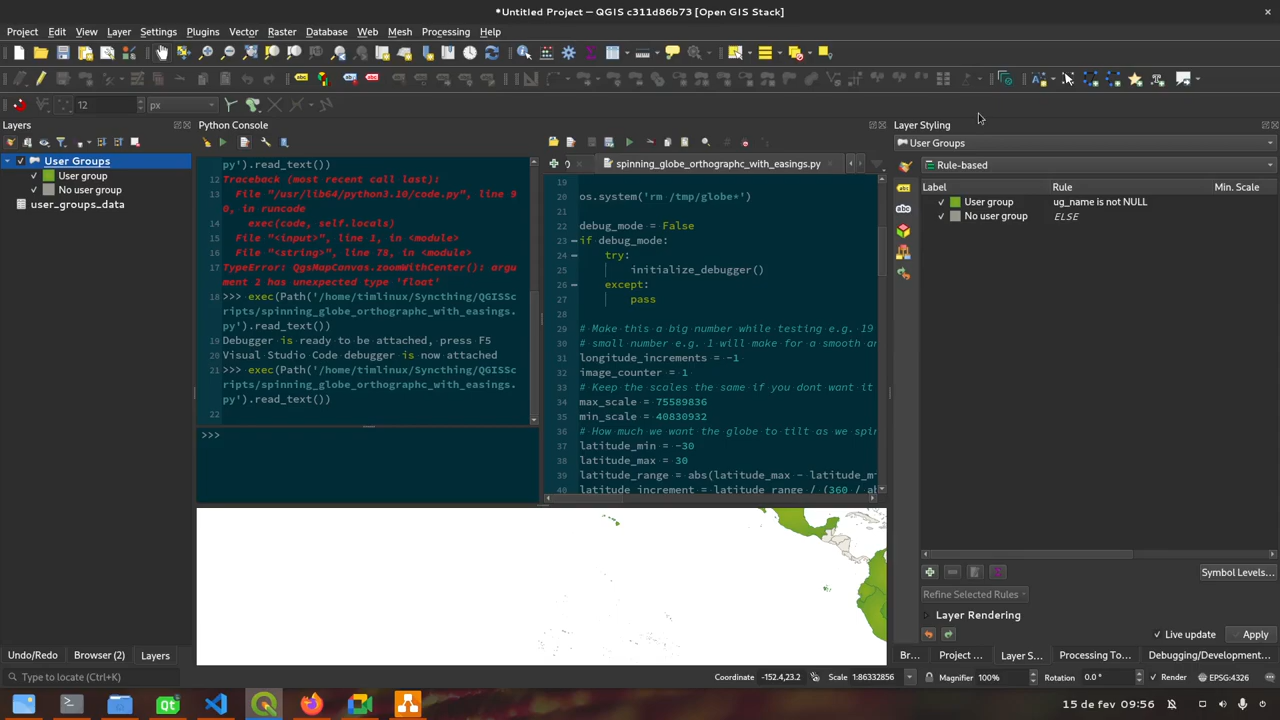 *Untitled Project — QGIS c311d86b73 [Open GIS Stack]
Project Edit View Layer Settings Plugins Vector Raster Database Web Mesh Processing Help
12 px
Layers
User Groups
User group
No user group
user_groups_data
Python Console
py').read_text())
12 Traceback (most recent call last):
13 File "/usr/lib64/python3.10/code.py", line 9
0, in runcode
14 exec(code, self.locals)
15 File "<input>", line 1, in <module>
16 File "<string>", line 78, in <module>
17 TypeError: QgsMapCanvas.zoomWithCenter(): argu
ment 2 has unexpected type 'float'
18 >>> exec(Path('/home/timlinux/Syncthing/QGISSc
ripts/spinning_globe_orthographc_with_easings.
py').read_text())
19 Debugger is ready to be attached, press F5
20 Visual Studio Code debugger is now attached
21 >>> exec(Path('/home/timlinux/Syncthing/QGISSc
ripts/spinning_globe_orthographc_with_easings.
py').read_text())
22
>>>
spinning_globe_orthographc_with_easings.py
19
20 os.system('rm /tmp/globe*')
21
22 debug_mode = False
23 if debug_mode:
24 try:
25 initialize_debugger()
26 except:
27 pass
28
29 # Make this a big number while testing e.g. 19
30 # small number e.g. 1 will make for a smooth an
31 longitude_increments = -1
32 image_counter = 1
33 # Keep the scales the same if you dont want it
34 max_scale = 75589836
35 min_scale = 40830932
36 # How much we want the globe to tilt as we spin
37 latitude_min = -30
38 latitude_max = 30
39 latitude_range = abs(latitude_max - latitude_m
40 latitude_increment = latitude_range / (360 / a
Layer Styling
User Groups
Rule-based
Label Rule Min. Scale
User group ug_name is not NULL
No user group ELSE
Symbol Levels...
Refine Selected Rules
Layer Rendering
Live update Apply
Undo/Redo Browser (2) Layers
Br... Project ... Layer S... Processing To... Debugging/Development...
Type to locate (Ctrl+K)
Coordinate -152.4,23.2 Scale 1:86332856 Magnifier 100% Rotation 0.0 ° Render EPSG:4326
15 de fev 09:56